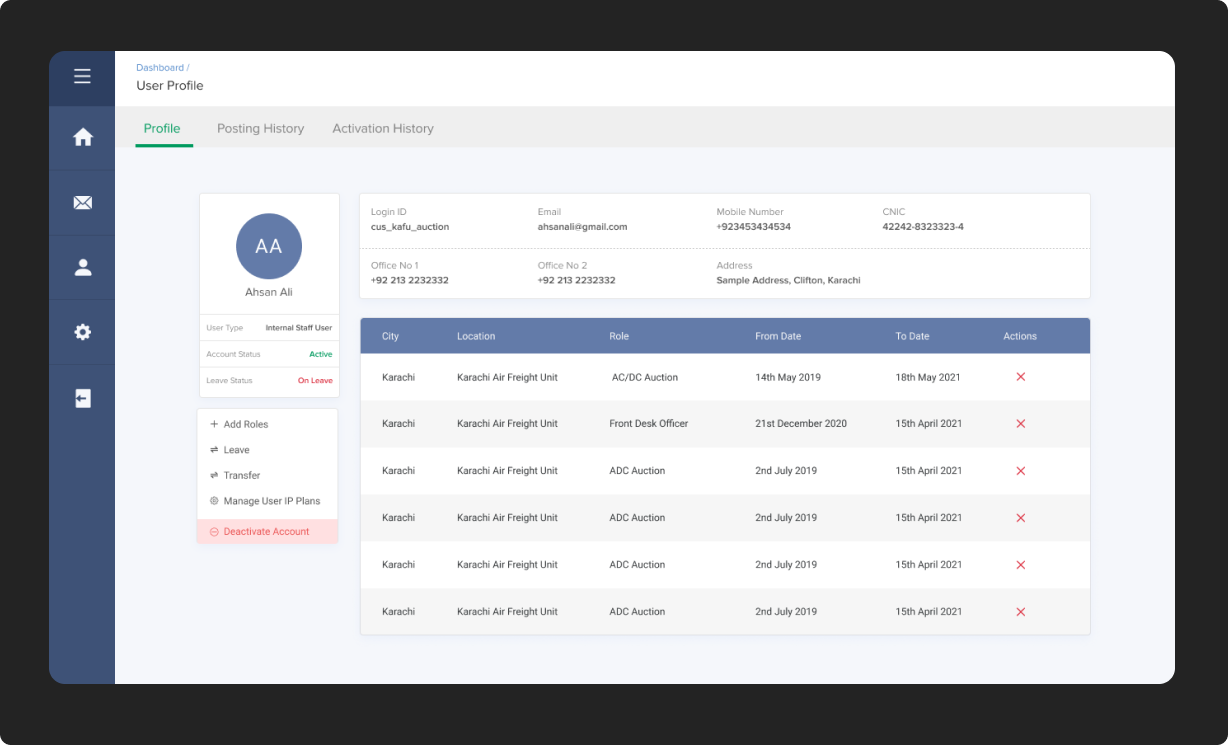 Dashboard /
User Profile
Profile Posting History Activation History
AA
Ahsan Ali
User Type Internal Staff User
Account Status Active
Leave Status On Leave
+ Add Roles
Leave
Transfer
Manage User IP Plans
Deactivate Account
Login ID Email Mobile Number CNIC
cus_kafu_auction ahsanali@gmail.com +923453434534 42242-8323323-4
Office No 1 Office No 2 Address
+92 213 2232332 +92 213 2232332 Sample Address, Clifton, Karachi
City Location Role From Date To Date Actions
Karachi Karachi Air Freight Unit AC/DC Auction 14th May 2019 18th May 2021
Karachi Karachi Air Freight Unit Front Desk Officer 21st December 2020 15th April 2021
Karachi Karachi Air Freight Unit ADC Auction 2nd July 2019 15th April 2021
Karachi Karachi Air Freight Unit ADC Auction 2nd July 2019 15th April 2021
Karachi Karachi Air Freight Unit ADC Auction 2nd July 2019 15th April 2021
Karachi Karachi Air Freight Unit ADC Auction 2nd July 2019 15th April 2021